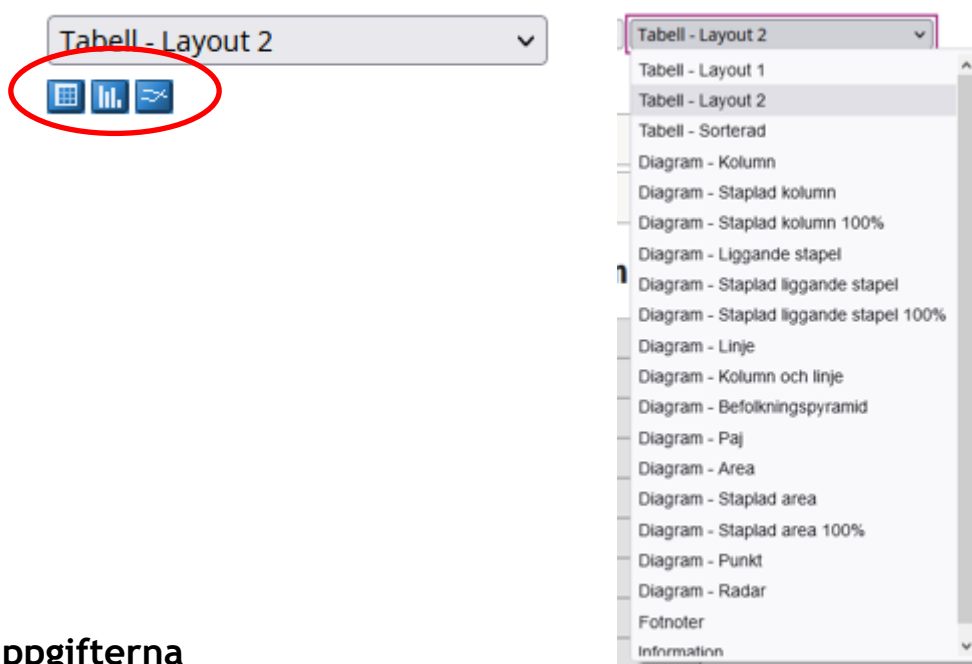 Tabell - Layout 2
Tabell - Layout 2
Tabell - Layout 1
Tabell - Layout 2
Tabell - Sorterad
Diagram - Kolumn
Diagram - Staplad kolumn
Diagram - Staplad kolumn 100%
Diagram - Liggande stapel
Diagram - Staplad liggande stapel
Diagram - Staplad liggande stapel 100%
Diagram - Linje
Diagram - Kolumn och linje
Diagram - Befolkningspyramid
Diagram - Paj
Diagram - Area
Diagram - Staplad area
Diagram - Staplad area 100%
Diagram - Punkt
Diagram - Radar
Fotnoter
Information
ppgifterna